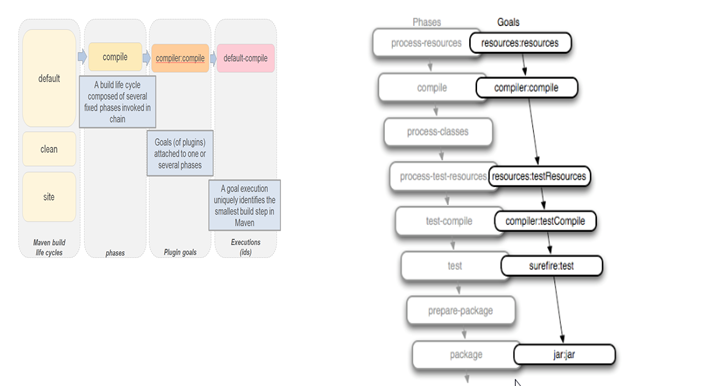 default
clean
site
Maven build
life cycles
compile
A build life cycle
composed of several
fixed phases invoked in
chain
phases
compiler:compile
Goals (of plugins)
attached to one or
several phases
Plugin goals
default-compile
A goal execution
uniquely identifies the
smallest build step in
Maven
Executions
(ids)
Phases
Goals
process-resources
resources:resources
compile
compiler:compile
process-classes
process-test-resources
resources:testResources
test-compile
compiler:testCompile
test
surefire:test
prepare-package
package
jar:jar